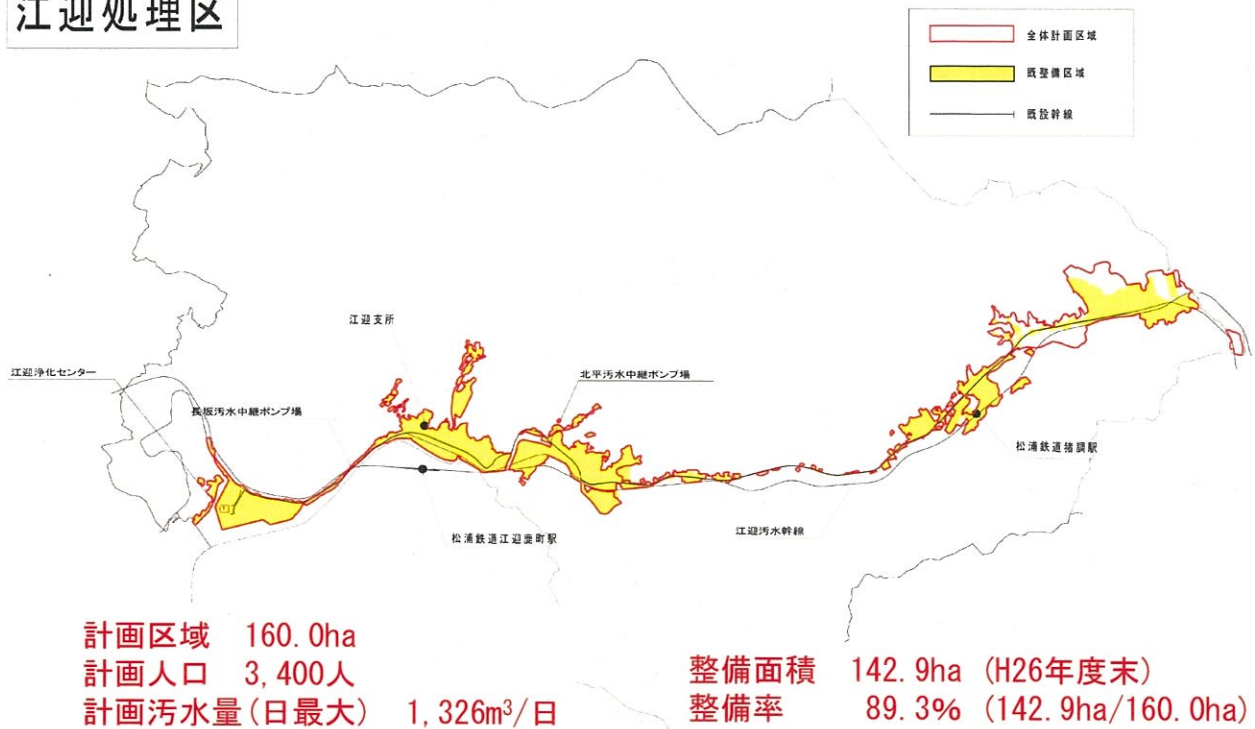 江迎処理区
全体計画区域
既整備区域
既設幹線
江迎支所
江迎浄化センター
長坂汚水中継ポンプ場
北平汚水中継ポンプ場
松浦鉄道猪調駅
松浦鉄道江迎鹿町駅
江迎汚水幹線
計画区域 160.0ha
計画人口 3,400人
計画汚水量(日最大) 1,326m³/日
整備面積 142.9ha (H26年度末)
整備率 89.3% (142.9ha/160.0ha)